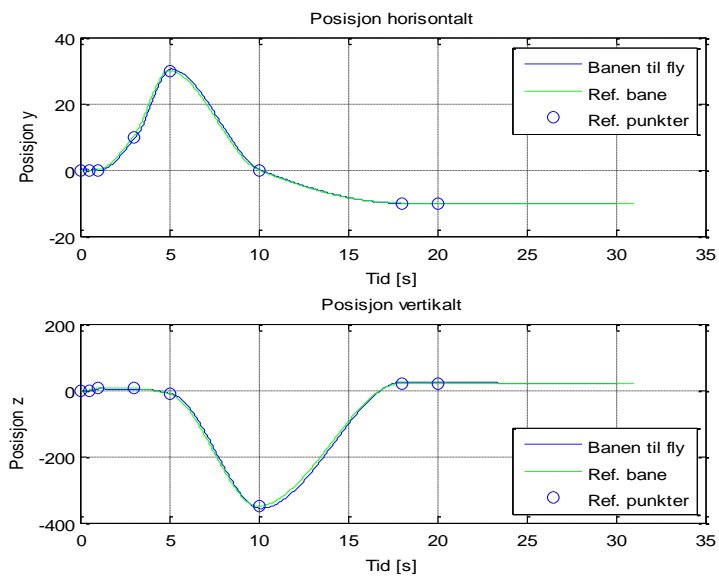 Posisjon horisontalt
40
20
0
-20
Posisjon y
Banen til fly
Ref. bane
Ref. punkter
0 5 10 15 20 25 30 35
Tid [s]
Posisjon vertikalt
200
0
-200
-400
Posisjon z
Banen til fly
Ref. bane
Ref. punkter
0 5 10 15 20 25 30 35
Tid [s]